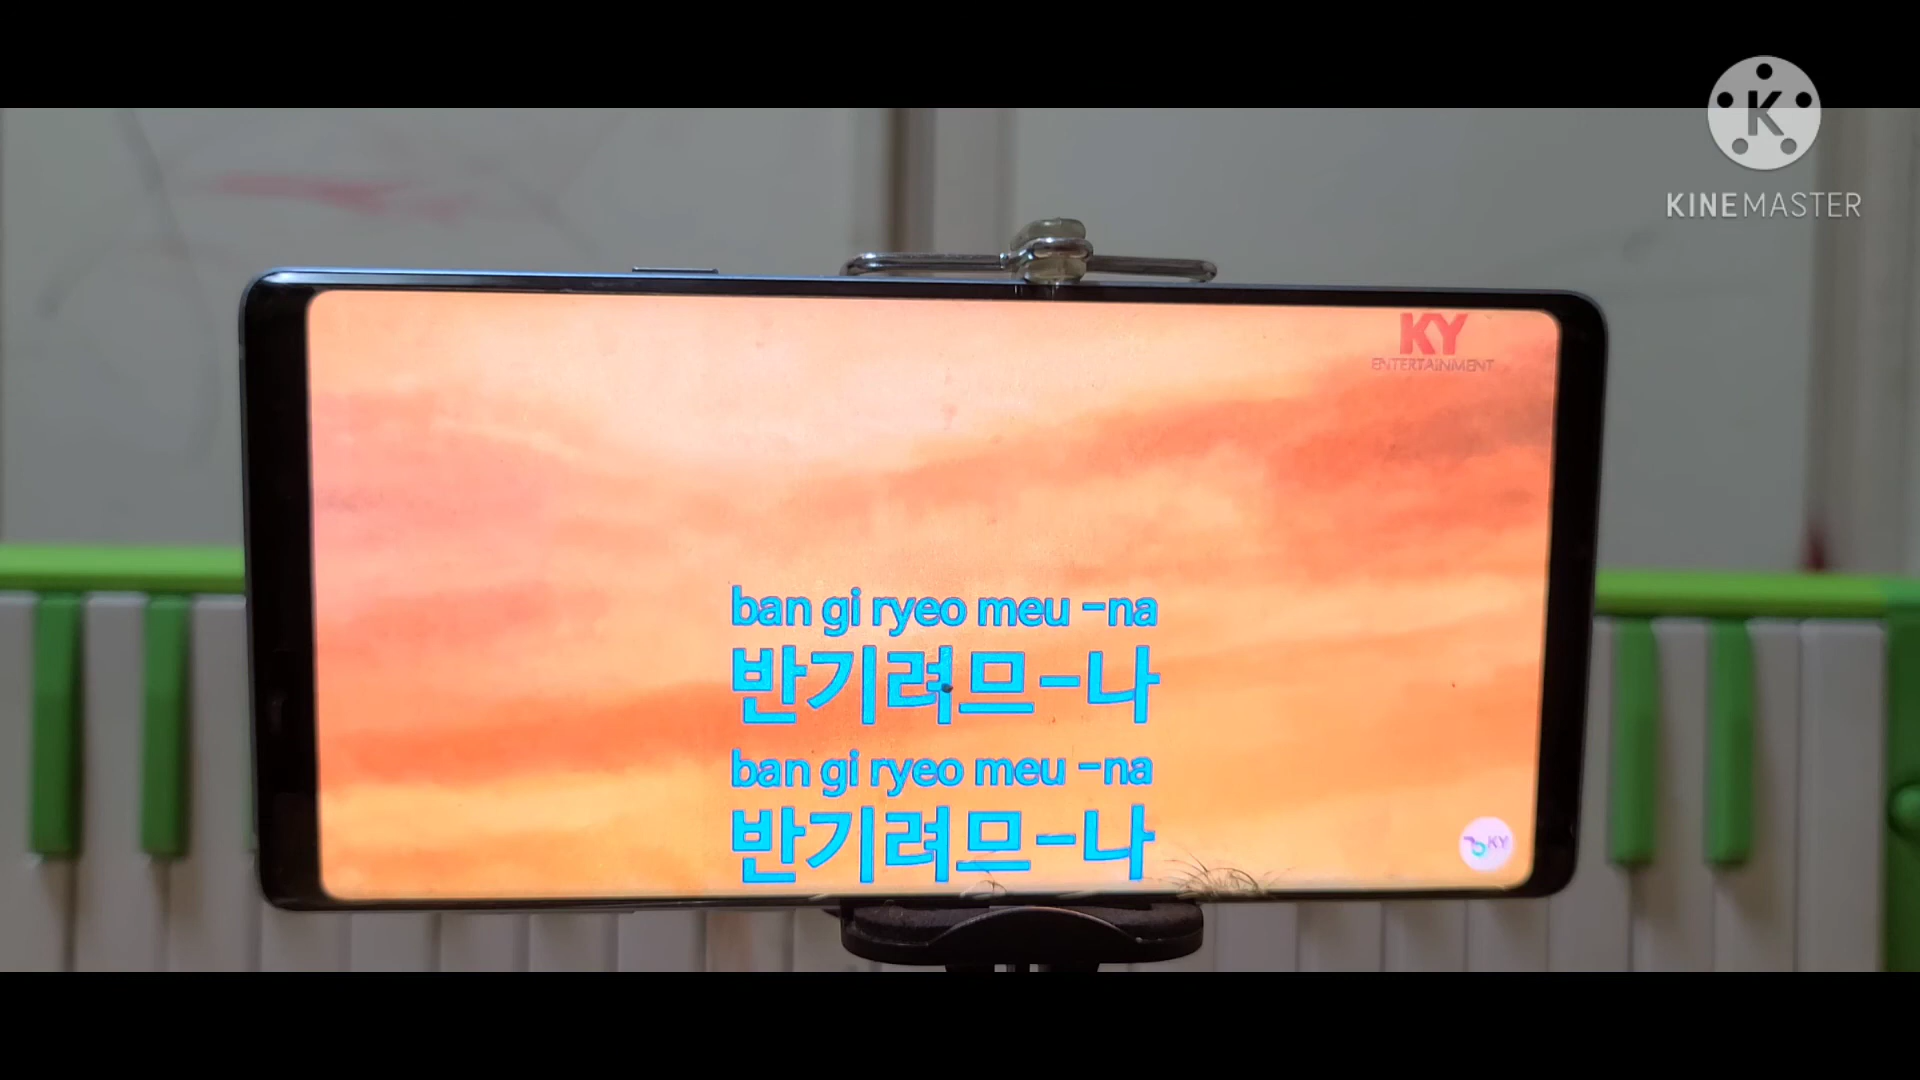 K
KINEMASTER
KY
ENTERTAINMENT
ban gi ryeo meu -na
반기려므-나
ban gi ryeo meu -na
반기려므-나
KY